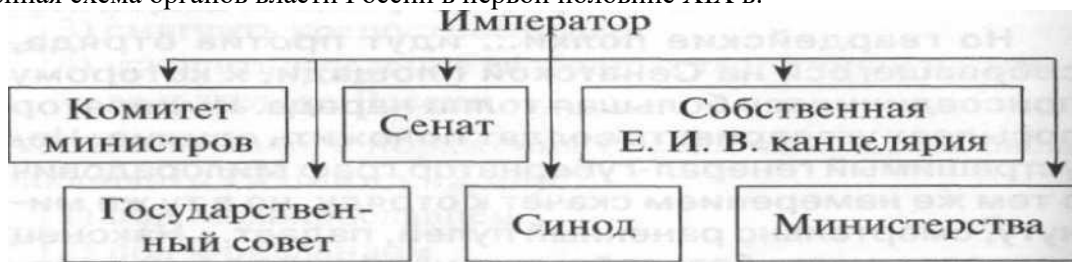 ная схема органов власти России в первой половине XIX в.
Император
Комитет
министров
Сенат
Собственная
Е. И. В. канцелярия
Государствен-
ный совет
Синод
Министерства